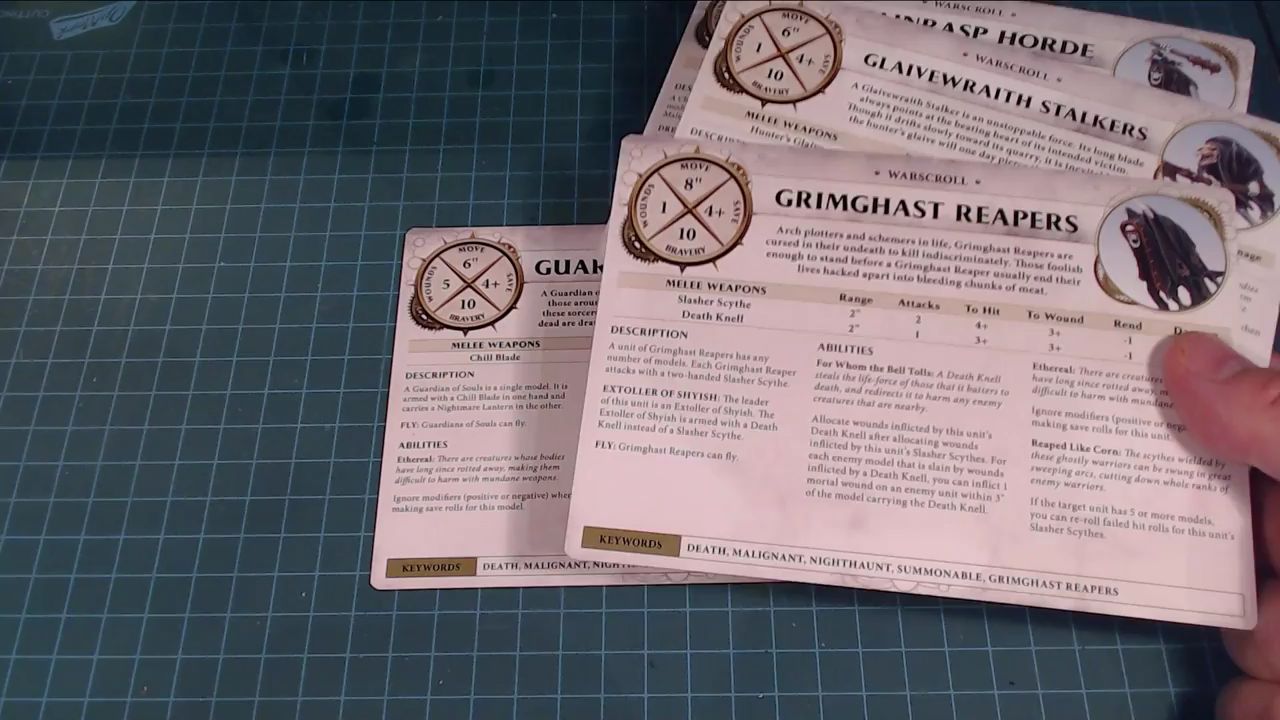 WARSCROLL
RASP HORDE
MOVE
6"
WOUNDS
1
4+
SAVE
10
BRAVERY
WARSCROLL
GLAIVEWRAITH STALKERS
A Glaivewraith Stalker is an unstoppable force. Its long blade
always points at the beating heart of its intended victim.
Though it drifts slowly toward its quarry, it is
the hunter's glaive will one day
MELEE WEAPONS
Hunter's
MOVE
8"
WOUNDS
1
4+
SAVE
10
BRAVERY
• WARSCROLL •
GRIMGHAST REAPERS
Arch plotters and schemers in life, Grimghast Reapers are
cursed in their undeath to kill indiscriminately. Those foolish
enough to stand before a Grimghast Reaper usually end their
lives hacked apart into bleeding chunks of meat.
MELEE WEAPONS Range Attacks To Hit To Wound Rend
Slasher Scythe 2" 2 4+ 3+ -1
Death Knell 2" 1 3+ 3+ -1
DESCRIPTION
A unit of Grimghast Reapers has any
number of models. Each Grimghast Reaper
attacks with a two-handed Slasher Scythe.
EXTOLLER OF SHYISH: The leader
of this unit is an Extoller of Shyish. The
Extoller of Shyish is armed with a Death
Knell instead of a Slasher Scythe.
FLY: Grimghast Reapers can fly.
ABILITIES
For Whom the Bell Tolls: A Death Knell
steals the life-force of those that it batters to
death, and redirects it to harm any enemy
creatures that are nearby.
Allocate wounds inflicted by this unit's
Death Knell after allocating wounds
inflicted by this unit's Slasher Scythes. For
each enemy model that is slain by wounds
inflicted by a Death Knell, you can inflict 1
mortal wound on an enemy unit within 3"
of the model carrying the Death Knell.
Ethereal: There are creatures
have long since rotted away, m
difficult to harm with mundane
Ignore modifiers (positive or nega
making save rolls for this unit.
Reaped Like Corn: The scythes wielded by
these ghostly warriors can be swung in great
sweeping arcs, cutting down whole ranks of
enemy warriors.
If the target unit has 5 or more models,
you can re-roll failed hit rolls for this unit's
Slasher Scythes.
KEYWORDS DEATH, MALIGNANT, NIGHTHAUNT, SUMMONABLE, GRIMGHAST REAPERS
MOVE
6"
WOUNDS
5
4+
SAVE
10
BRAVERY
GUA
A Guardian
those arou
these sorcer
dead are dra
MELEE WEAPONS
Chill Blade
DESCRIPTION
A Guardian of Souls is a single model. It is
armed with a Chill Blade in one hand and
carries a Nightmare Lantern in the other.
FLY: Guardians of Souls can fly.
ABILITIES
Ethereal: There are creatures whose bodies
have long since rotted away, making them
difficult to harm with mundane weapons.
Ignore modifiers (positive or negative) when
making save rolls for this model.
KEYWORDS DEATH, MALIGNANT,